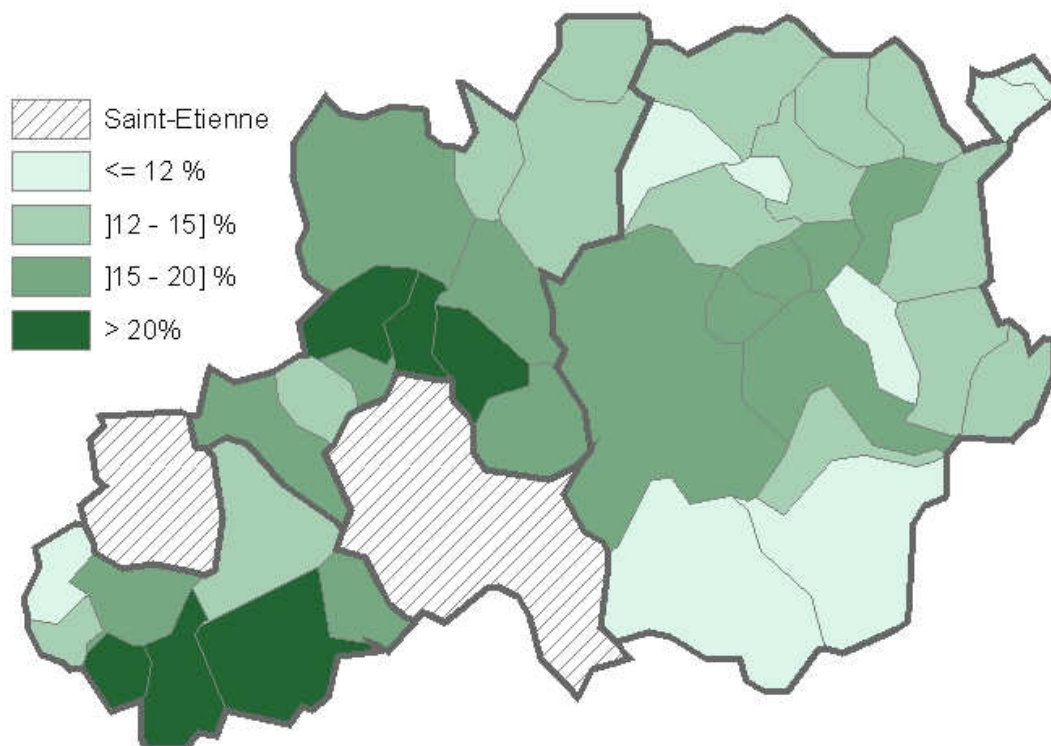 Saint-Etienne
<= 12 %
]12 - 15] %
]15 - 20] %
> 20%